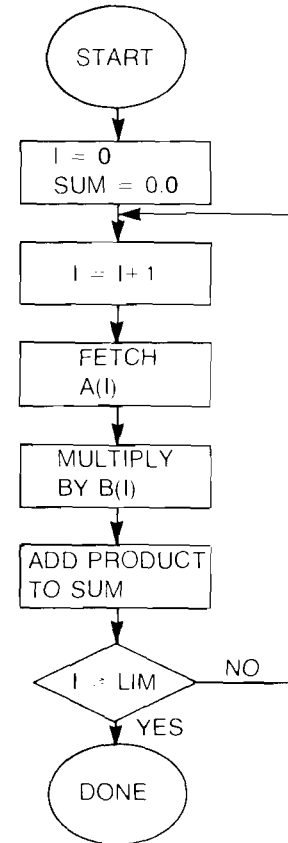 START
I = 0
SUM = 0.0
I = I+ 1
FETCH
A(I)
MULTIPLY
BY B(I)
ADD PRODUCT
TO SUM
I = LIM
NO
YES
DONE